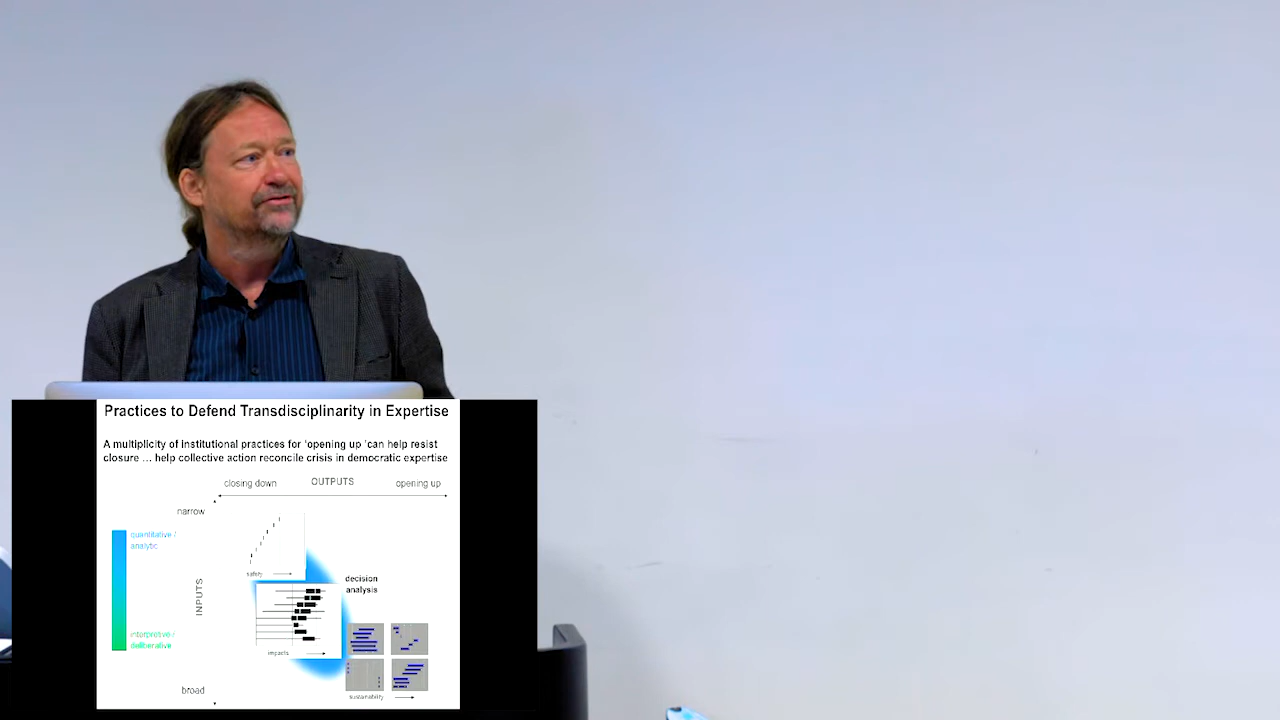 Practices to Defend Transdisciplinarity in Expertise
A multiplicity of institutional practices for 'opening up 'can help resist
closure ... help collective action reconcile crisis in democratic expertise
closing down OUTPUTS opening up
narrow
quantitative /
analytic
safety
decision
analysis
INPUTS
interpretive /
deliberative
impacts
broad
sustainability